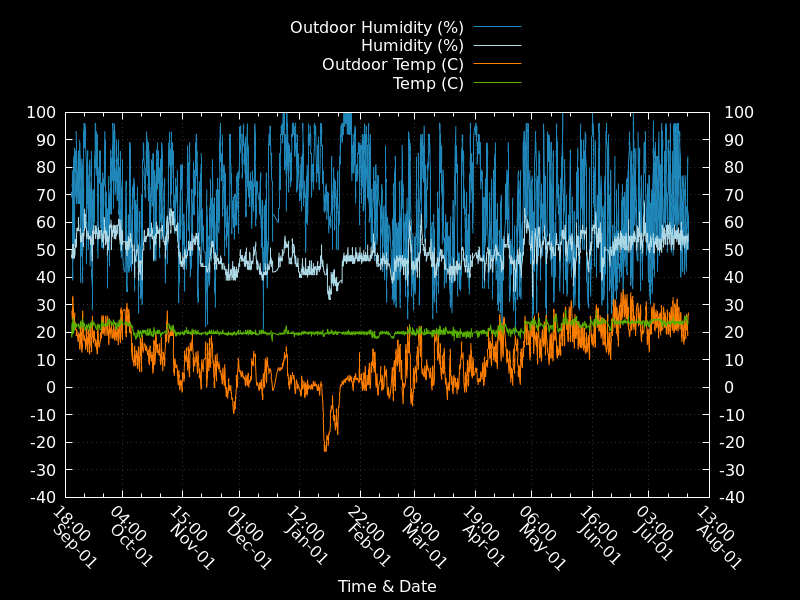 Outdoor Humidity (%)
Humidity (%)
Outdoor Temp (C)
Temp (C)
100 100
90 90
80 80
70 70
60 60
50 50
40 40
30 30
20 20
10 10
0 0
-10 -10
-20 -20
-30 -30
-40 -40
18:00
Sep-01
04:00
Oct-01
15:00
Nov-01
01:00
Dec-01
12:00
Jan-01
22:00
Feb-01
09:00
Mar-01
19:00
Apr-01
06:00
May-01
16:00
Jun-01
03:00
Jul-01
13:00
Aug-01
Time & Date